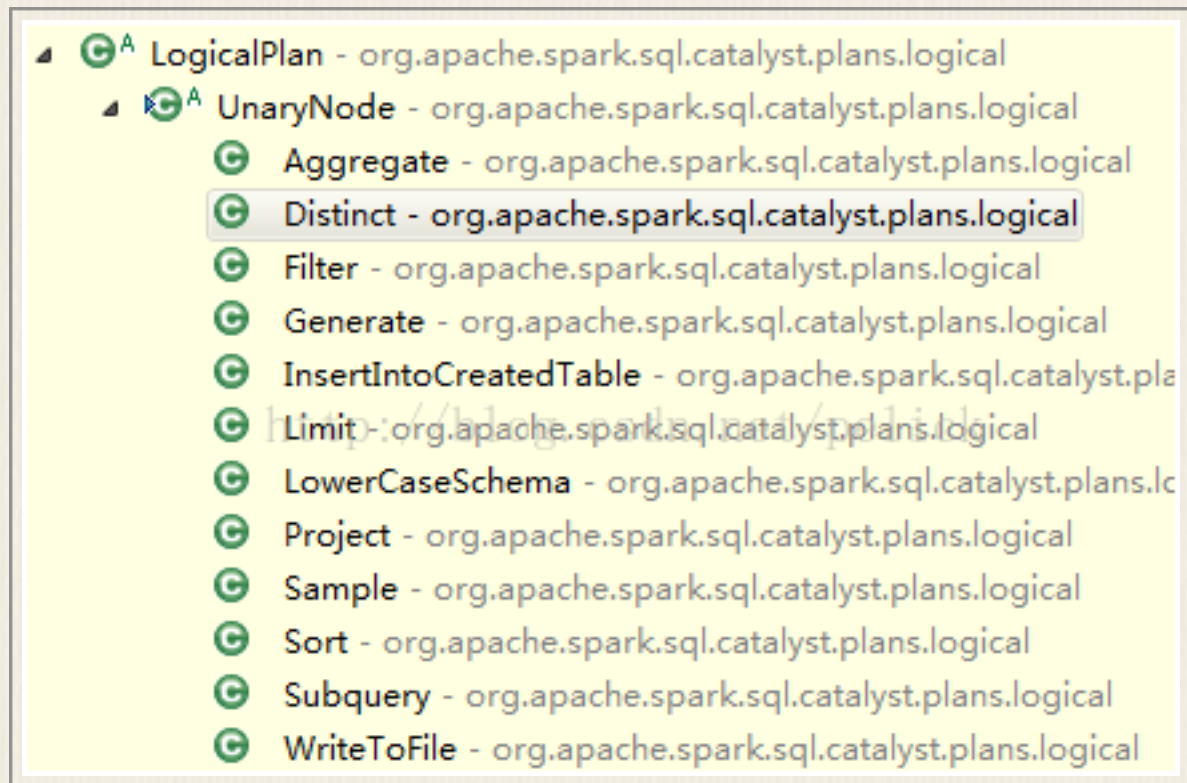 LogicalPlan - org.apache.spark.sql.catalyst.plans.logical
UnaryNode - org.apache.spark.sql.catalyst.plans.logical
Aggregate - org.apache.spark.sql.catalyst.plans.logical
Distinct - org.apache.spark.sql.catalyst.plans.logical
Filter - org.apache.spark.sql.catalyst.plans.logical
Generate - org.apache.spark.sql.catalyst.plans.logical
InsertIntoCreatedTable - org.apache.spark.sql.catalyst.pla
Limit - org.apache.spark.sql.catalyst.plans.logical
LowerCaseSchema - org.apache.spark.sql.catalyst.plans.lo
Project - org.apache.spark.sql.catalyst.plans.logical
Sample - org.apache.spark.sql.catalyst.plans.logical
Sort - org.apache.spark.sql.catalyst.plans.logical
Subquery - org.apache.spark.sql.catalyst.plans.logical
WriteToFile - org.apache.spark.sql.catalyst.plans.logical